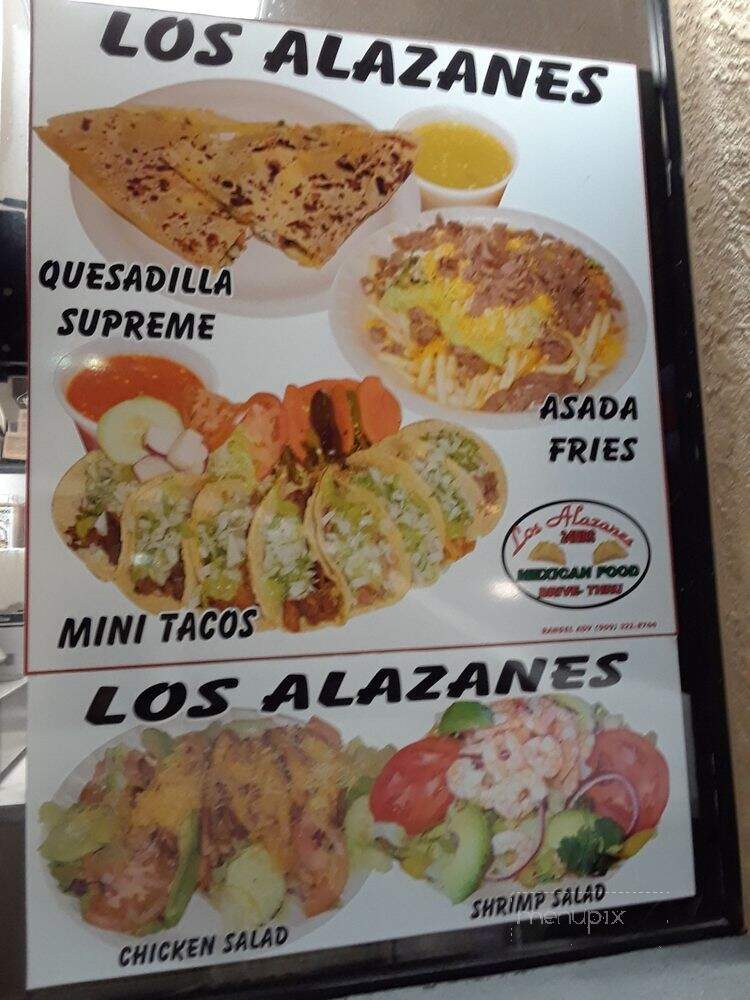 LOS ALAZANES
QUESADILLA
SUPREME
ASADA
FRIES
Los Alazanes
24HRS
MEXICAN FOOD
DRIVE-THRU
MINI TACOS
LOS ALAZANES
CHICKEN SALAD
SHRIMP SALAD
menupix